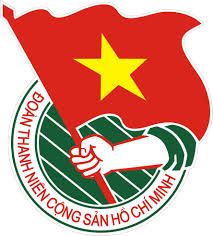 ĐOÀN THANH NIÊN CỘNG SẢN HỒ CHÍ MINH